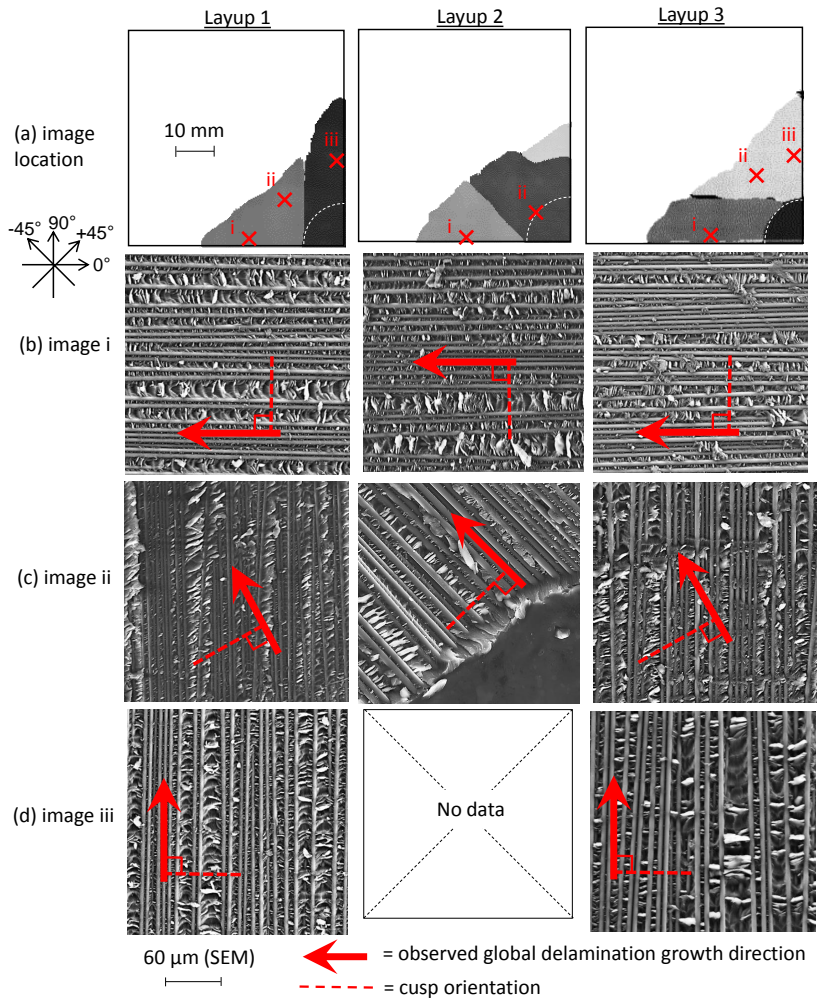 Layup 1 Layup 2 Layup 3
(a) image location
10 mm
i ii iii
i ii
i ii iii
-45° 90° +45° 0°
(b) image i
(c) image ii
(d) image iii
No data
60 µm (SEM)
= observed global delamination growth direction
= cusp orientation